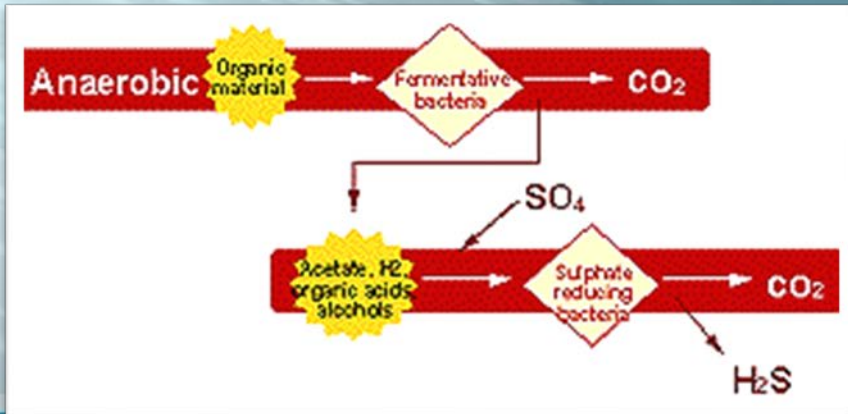 Anaerobic
Organic
material
Fermentative
bacteria
CO₂
SO₄
Acetate, H2,
organic acids,
alcohols
Sulphate
reducing
bacteria
CO₂
H₂S